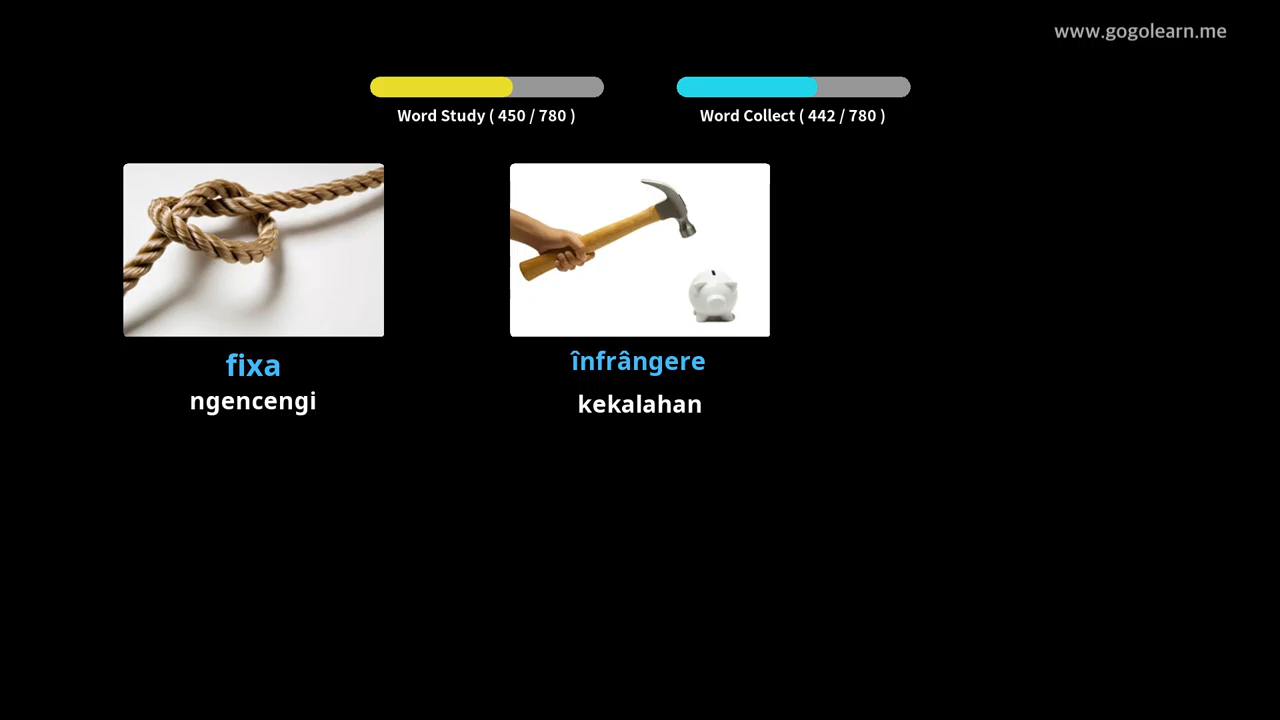 www.gogolearn.me
Word Study ( 450 / 780 )
Word Collect ( 442 / 780 )
fixa
ngencengi
înfrângere
kekalahan